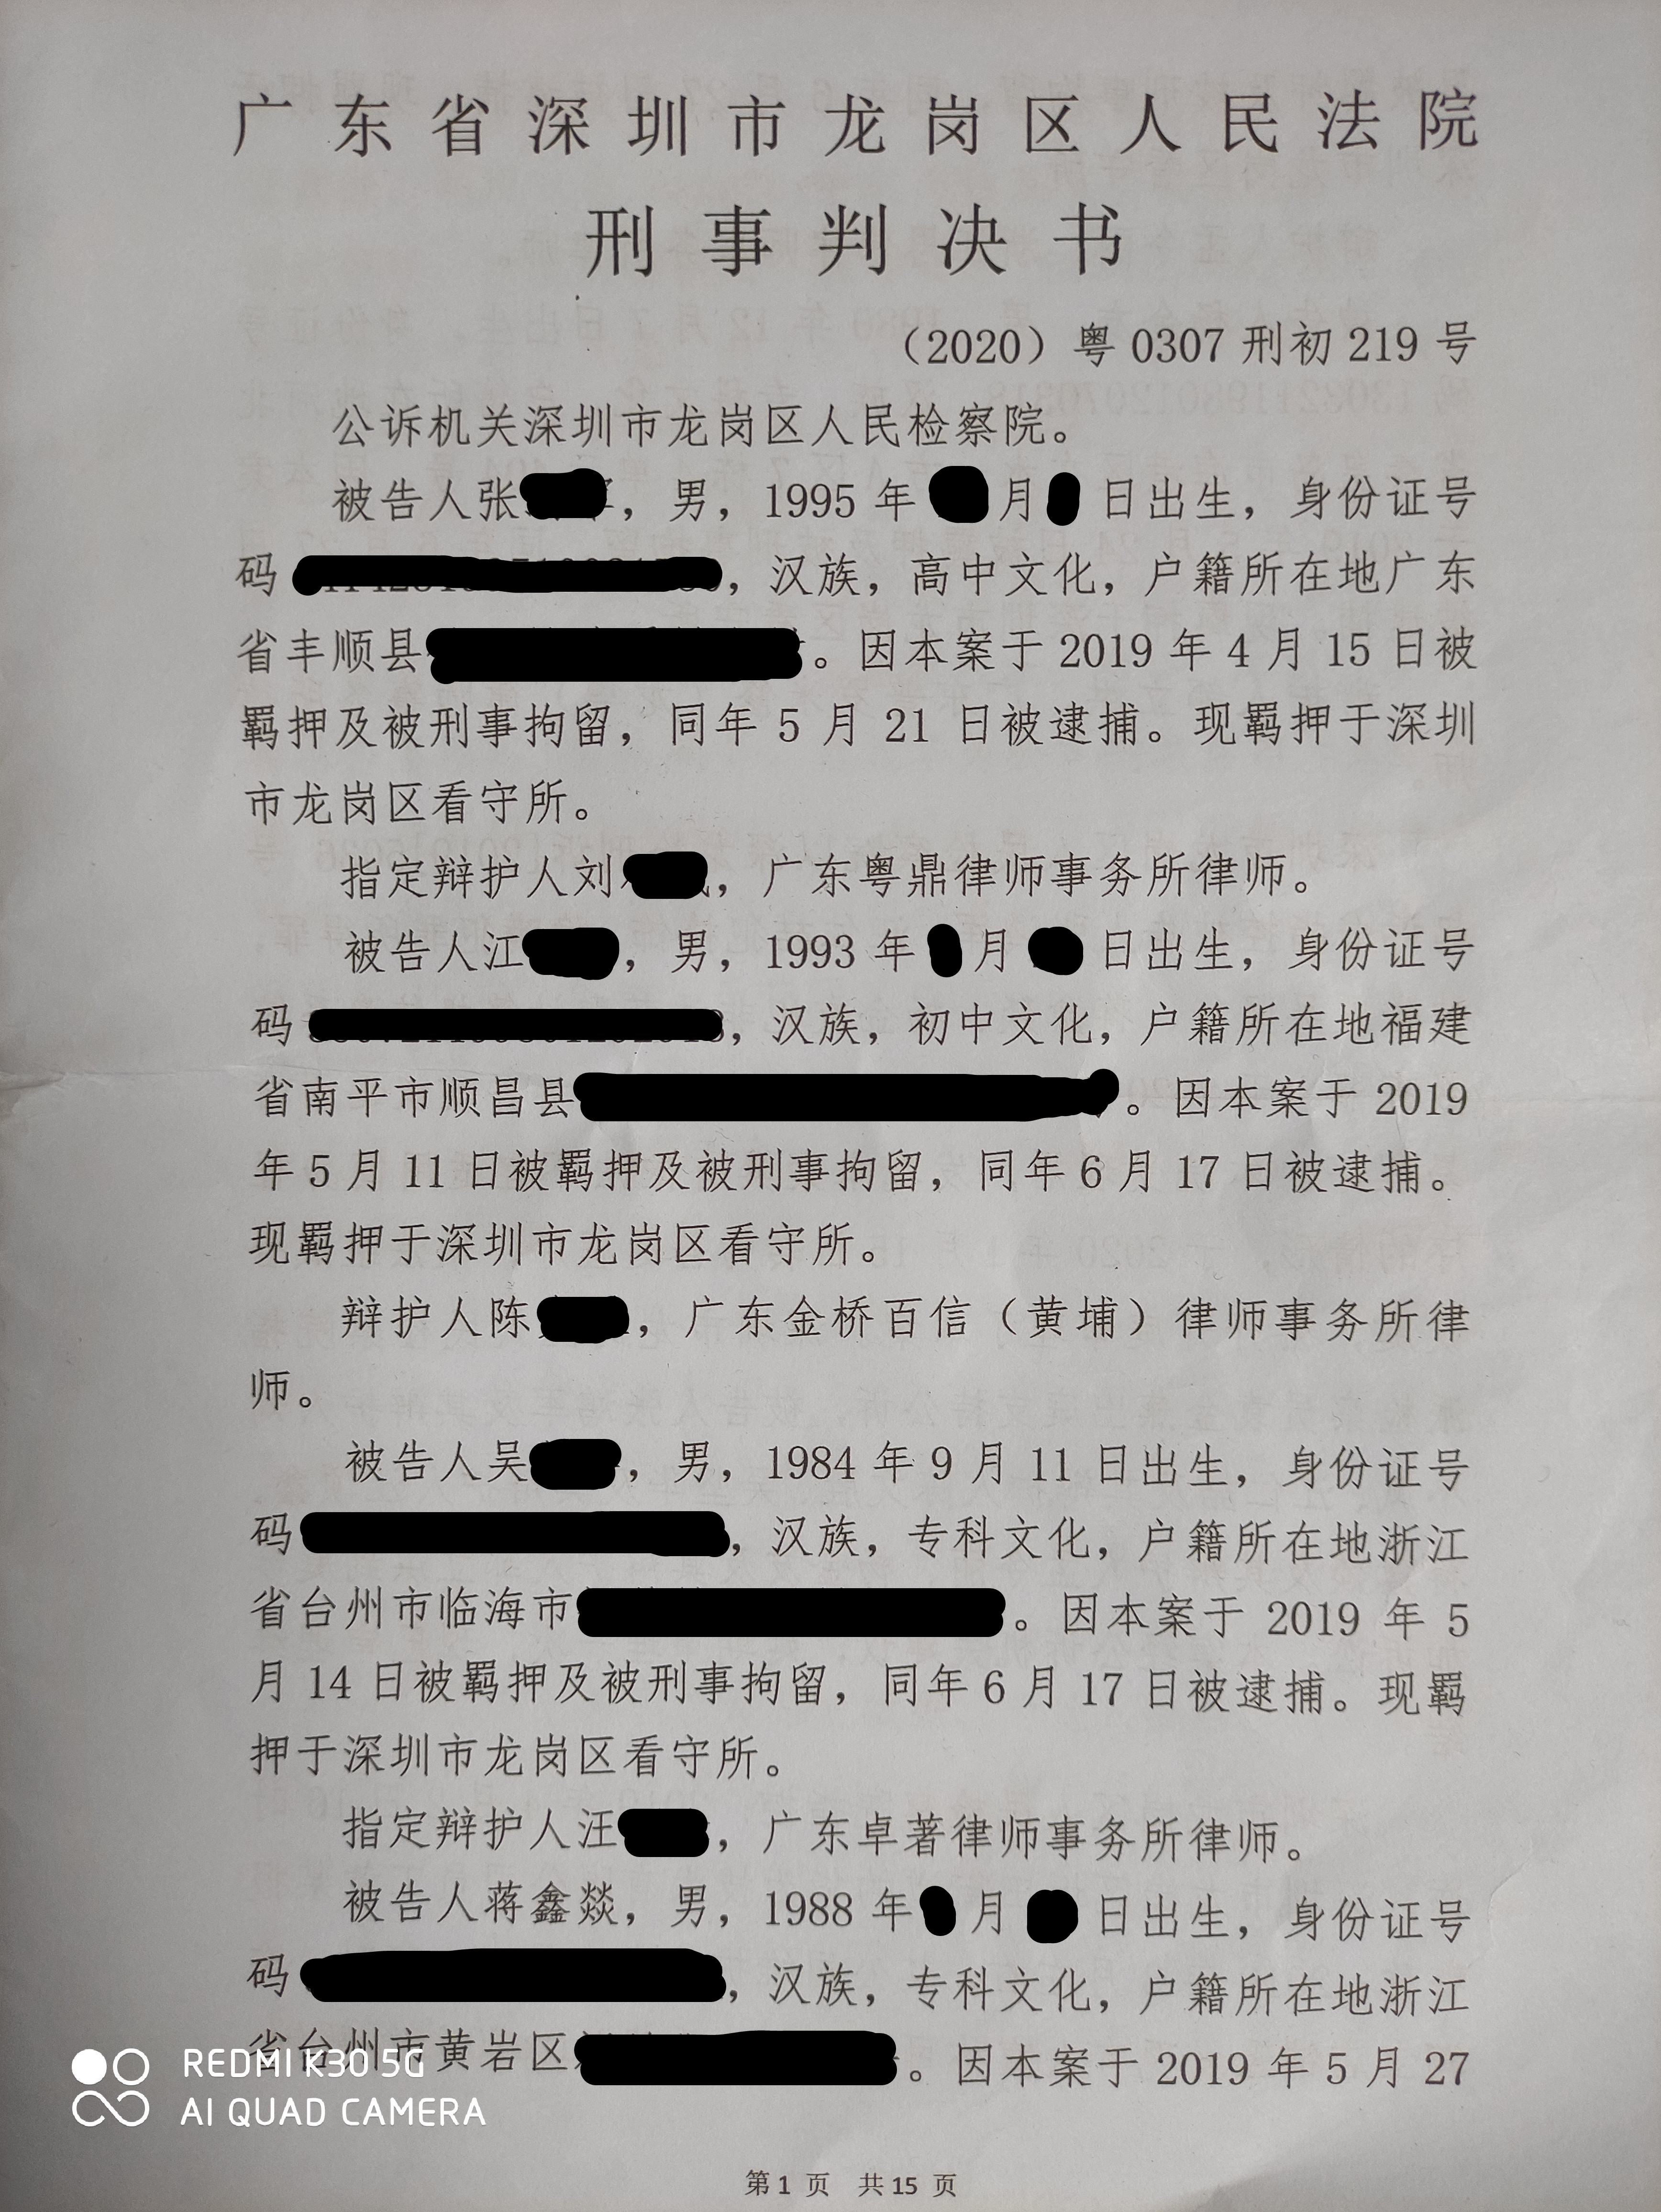 广东省深圳市龙岗区人民法院
刑事判决书
（2020）粤 0307 刑初 219 号
公诉机关深圳市龙岗区人民检察院。
被告人张，男，1995 年 月 日出生，身份证号
码，汉族，高中文化，户籍所在地广东
省丰顺县。因本案于 2019 年 4 月 15 日被
羁押及被刑事拘留，同年 5 月 21 日被逮捕。现羁押于深圳
市龙岗区看守所。
指定辩护人刘，广东粤鼎律师事务所律师。
被告人江，男，1993 年 月 日出生，身份证号
码，汉族，初中文化，户籍所在地福建
省南平市顺昌县。因本案于 2019
年 5 月 11 日被羁押及被刑事拘留，同年 6 月 17 日被逮捕。
现羁押于深圳市龙岗区看守所。
辩护人陈，广东金桥百信（黄埔）律师事务所律
师。
被告人吴，男，1984 年 9 月 11 日出生，身份证号
码，汉族，专科文化，户籍所在地浙江
省台州市临海市。因本案于 2019 年 5
月 14 日被羁押及被刑事拘留，同年 6 月 17 日被逮捕。现羁
押于深圳市龙岗区看守所。
指定辩护人汪，广东卓著律师事务所律师。
被告人蒋鑫燚，男，1988 年 月 日出生，身份证号
码，汉族，专科文化，户籍所在地浙江
省台州市黄岩区。因本案于 2019 年 5 月 27
REDMI K30 5G
AI QUAD CAMERA
第 1 页 共 15 页